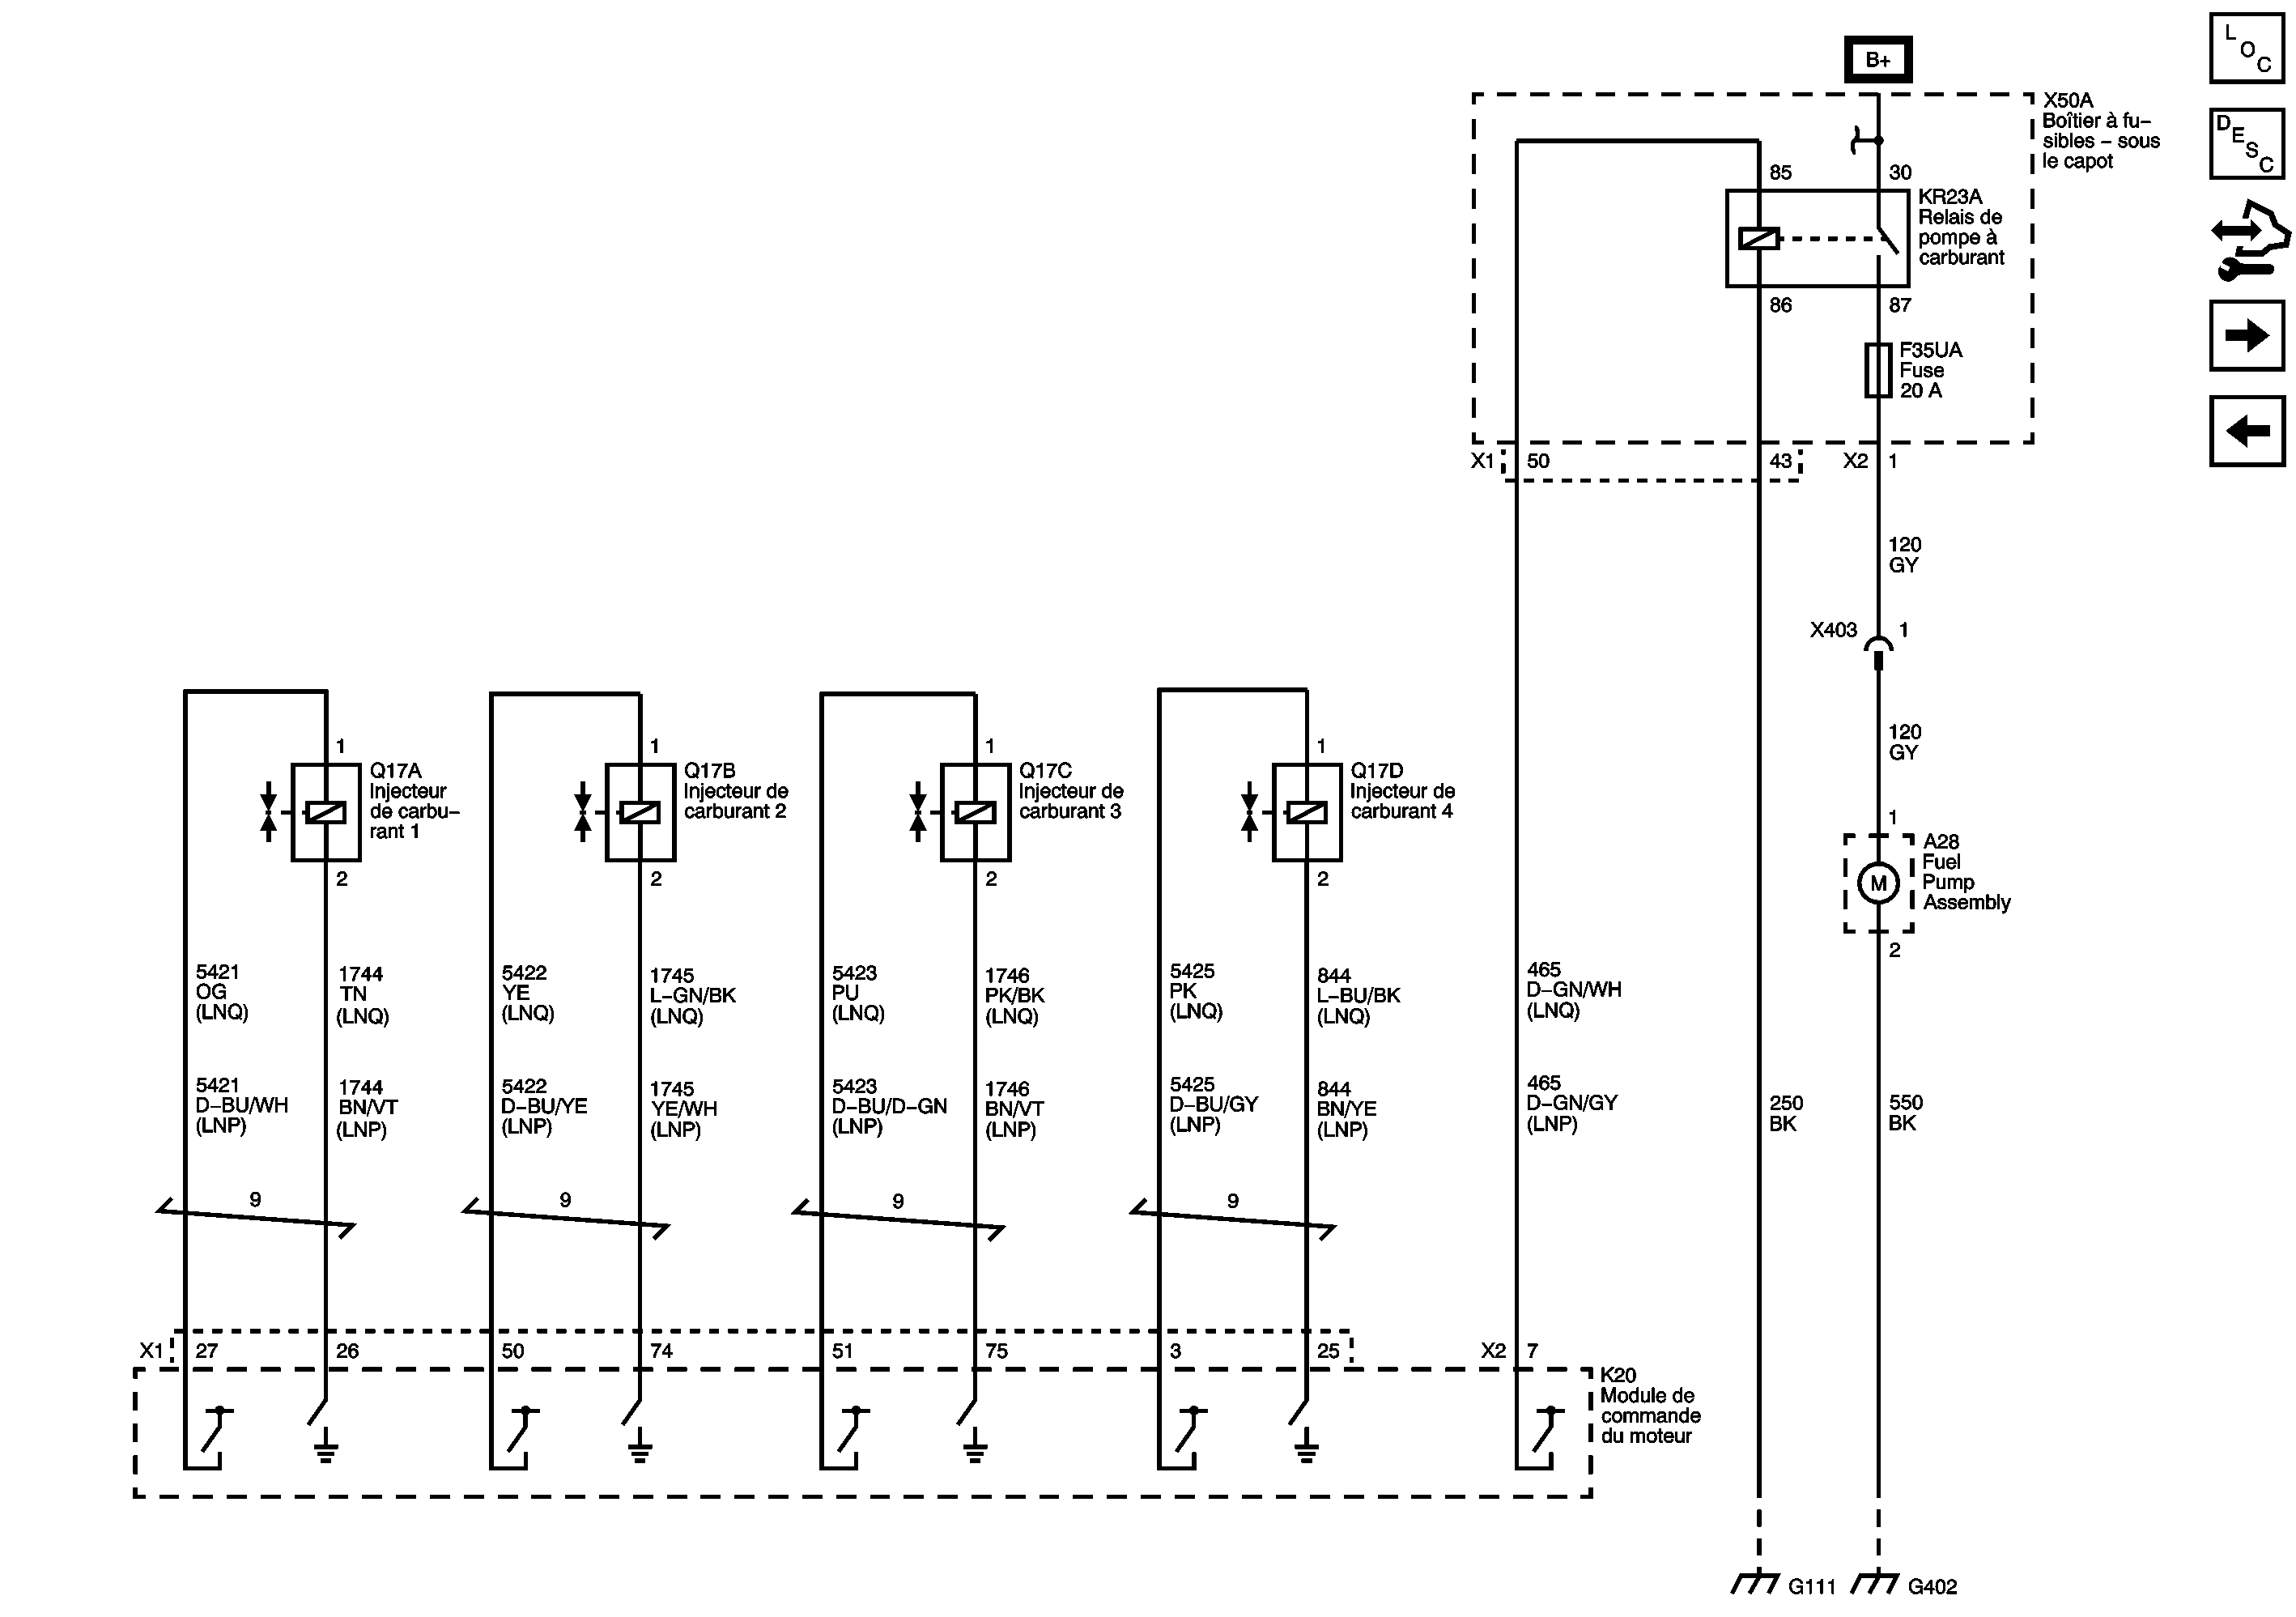 B+
L
O
C
D
E
S
C
X50A
Boîtier à fu–
sibles – sous
le capot
85
30
KR23A
Relais de
pompe à
carburant
86
87
F35UA
Fuse
20 A
X1
50
43
X2
1
120
GY
X403
1
120
GY
1
A28
Fuel
Pump
Assembly
M
2
1
Q17A
Injecteur
de carbu–
rant 1
2
1
Q17B
Injecteur de
carburant 2
2
1
Q17C
Injecteur de
carburant 3
2
1
Q17D
Injecteur de
carburant 4
2
5421
OG
(LNQ)
1744
TN
(LNQ)
5422
YE
(LNQ)
1745
L–GN/BK
(LNQ)
5423
PU
(LNQ)
1746
PK/BK
(LNQ)
5425
PK
(LNQ)
844
L–BU/BK
(LNQ)
465
D–GN/WH
(LNQ)
5421
D–BU/WH
(LNP)
1744
BN/VT
(LNP)
5422
D–BU/YE
(LNP)
1745
YE/WH
(LNP)
5423
D–BU/D–GN
(LNP)
1746
BN/VT
(LNP)
5425
D–BU/GY
(LNP)
844
BN/YE
(LNP)
465
D–GN/GY
(LNP)
250
BK
550
BK
9
9
9
9
X1
27
26
50
74
51
75
3
25
X2
7
K20
Module de
commande
du moteur
G111
G402